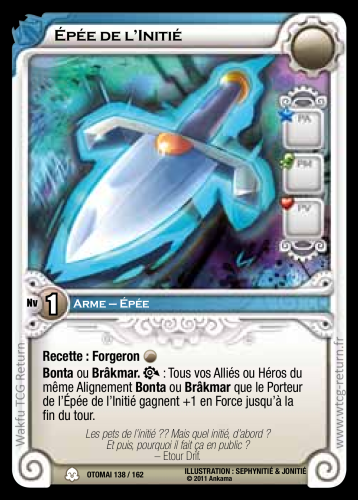 Épée de l'Initié
PA
PM
PV
Nv 1 Arme – Épée
Recette : Forgeron
Bonta ou Brâkmar. : Tous vos Alliés ou Héros du
même Alignement Bonta ou Brâkmar que le Porteur
de l'Épée de l'Initié gagnent +1 en Force jusqu'à la
fin du tour.
Les pets de l'initié ?? Mais quel initié, d'abord ?
Et puis, pourquoi il fait ça en public ?
– Etour Drit.
OTOMAI 138 / 162
ILLUSTRATION : SEPHYNITIÉ & JONITIÉ
© 2011 Ankama
Wakfu TCG Return
www.wtcg-return.fr